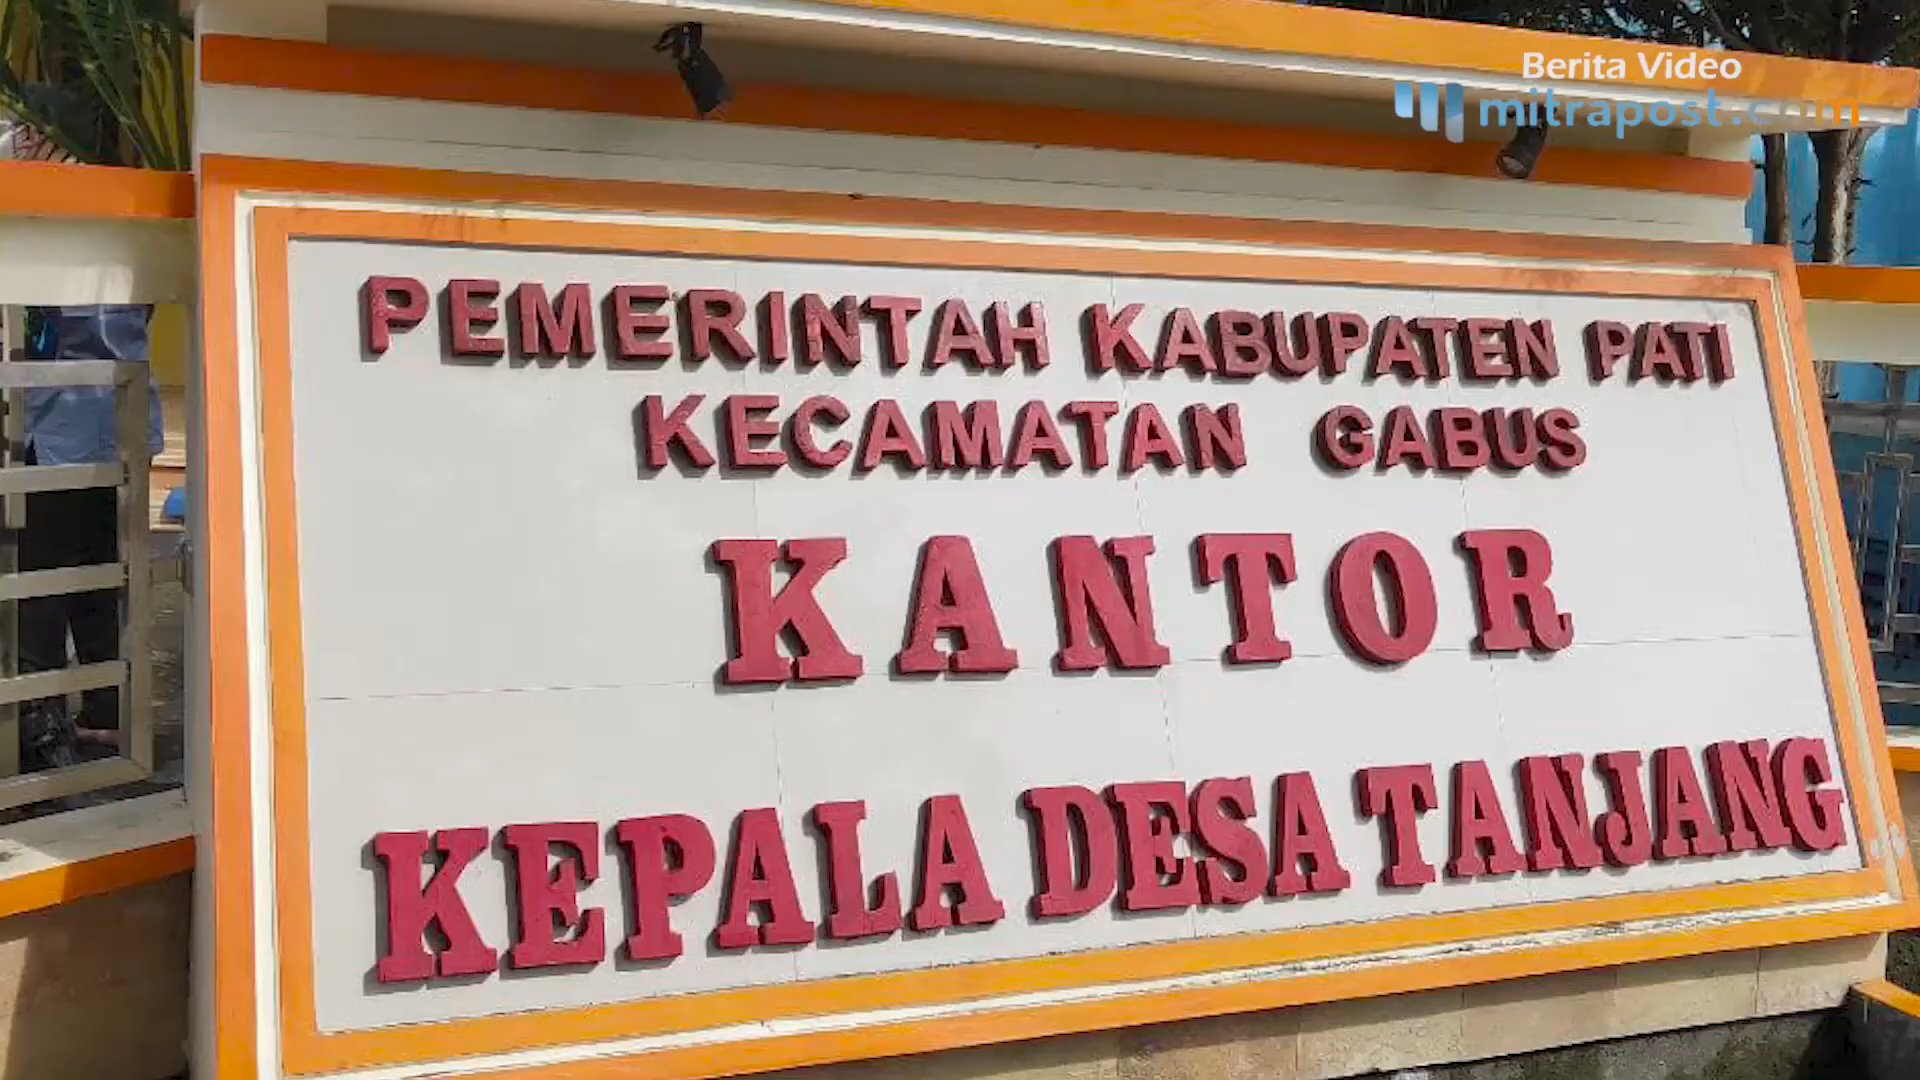 Berita Video
mitrapost.com
PEMERINTAH KABUPATEN PATI
KECAMATAN GABUS
KANTOR
KEPALA DESA TANJANG